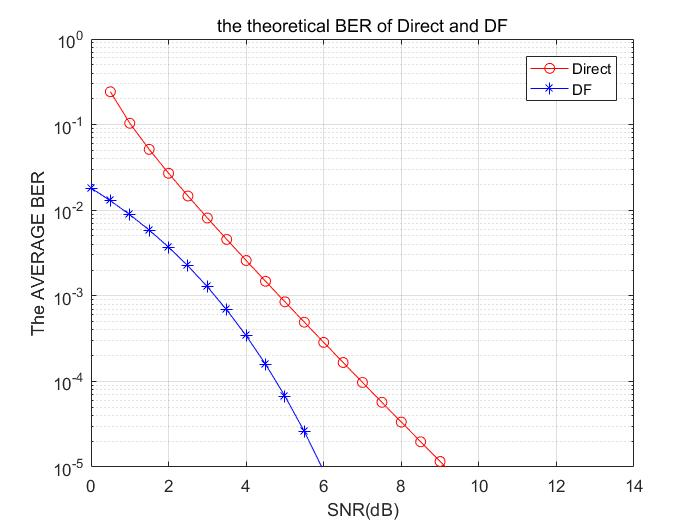 the theoretical BER of Direct and DF
10^0
10^-1
10^-2
10^-3
10^-4
10^-5
The AVERAGE BER
Direct
DF
0 2 4 6 8 10 12 14
SNR(dB)